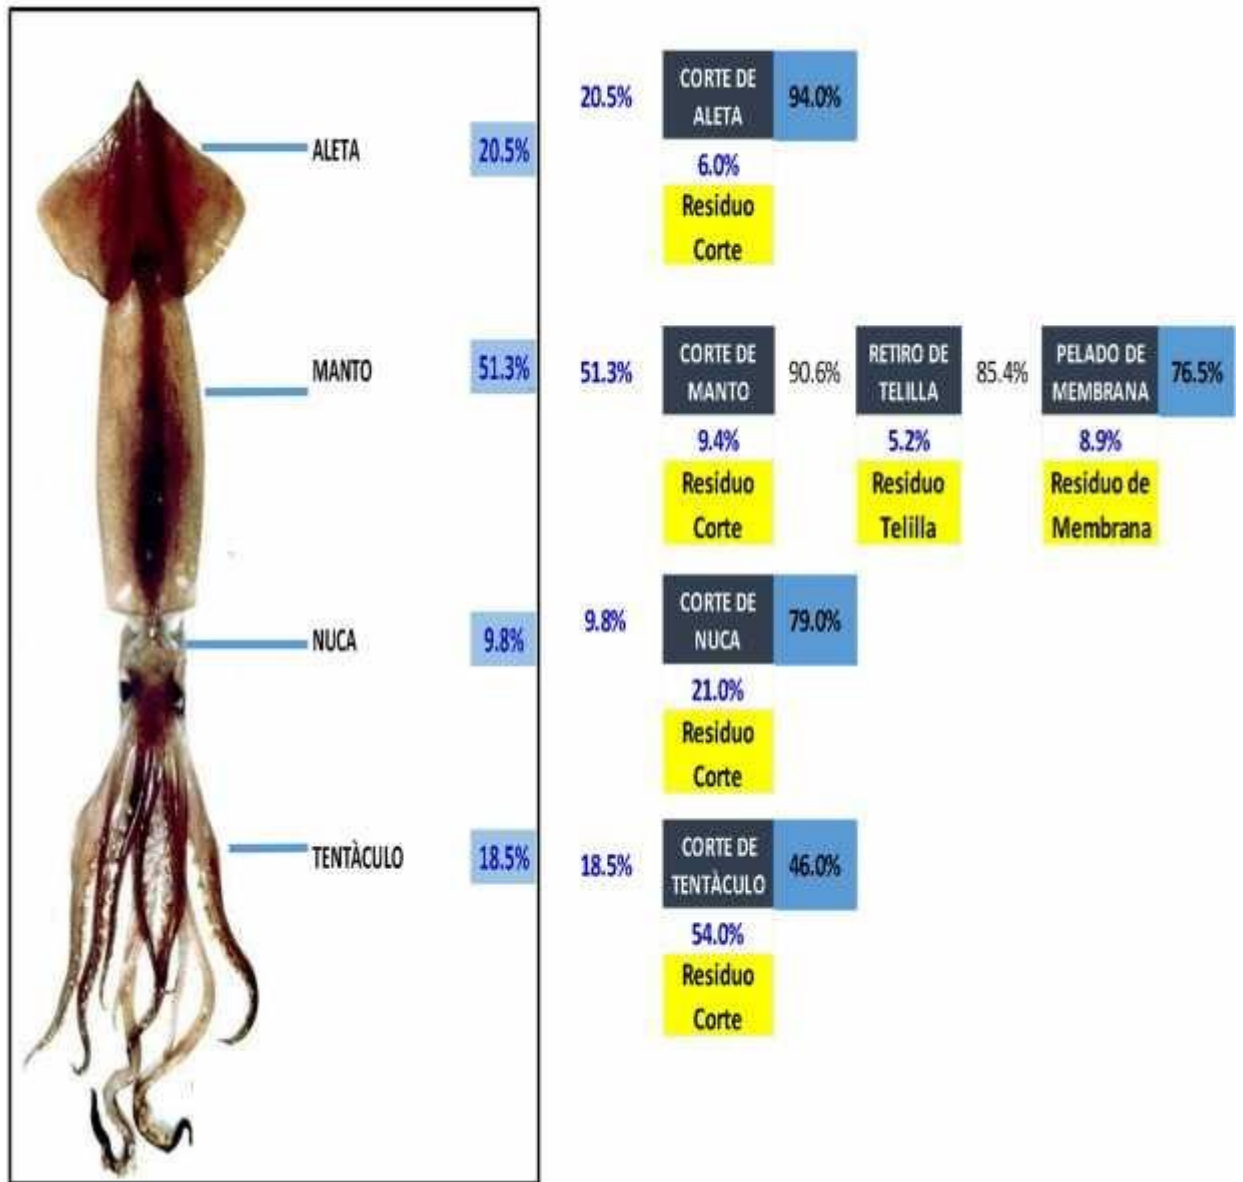 ALETA
20.5%
MANTO
51.3%
NUCA
9.8%
TENTÀCULO
18.5%
20.5%
CORTE DE
ALETA
94.0%
6.0%
Residuo
Corte
51.3%
CORTE DE
MANTO
90.6%
RETIRO DE
TELILLA
85.4%
PELADO DE
MEMBRANA
76.5%
9.4%
Residuo
Corte
5.2%
Residuo
Telilla
8.9%
Residuo de
Membrana
9.8%
CORTE DE
NUCA
79.0%
21.0%
Residuo
Corte
18.5%
CORTE DE
TENTÀCULO
46.0%
54.0%
Residuo
Corte